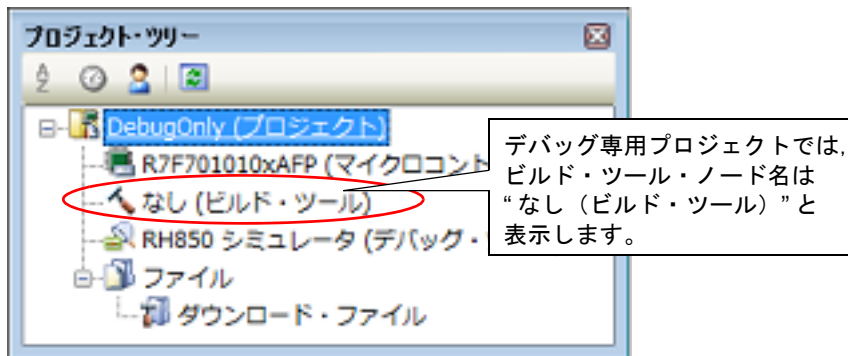 プロジェクト・ツリー
DebugOnly (プロジェクト)
R7F701010xAFP (マイクロコント
なし (ビルド・ツール)
RH850 シミュレータ (デバッグ・
ファイル
ダウンロード・ファイル
デバッグ専用プロジェクトでは,
ビルド・ツール・ノード名は
“なし（ビルド・ツール）”と
表示します。